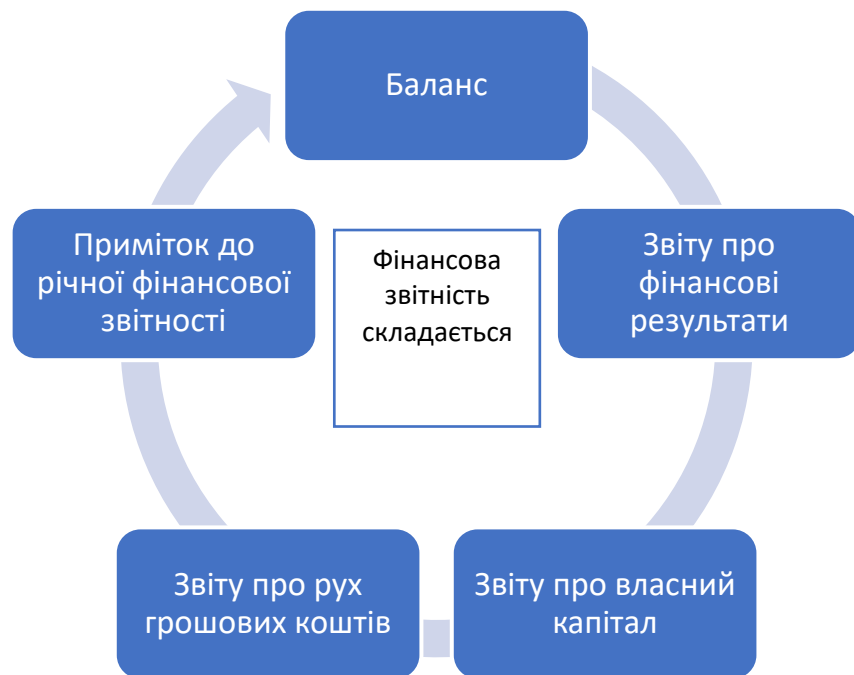 Баланс
Звіту про
фінансові
результати
Звіту про власний
капітал
Звіту про рух
грошових коштів
Приміток до
річної фінансової
звітності
Фінансова
звітність
складається